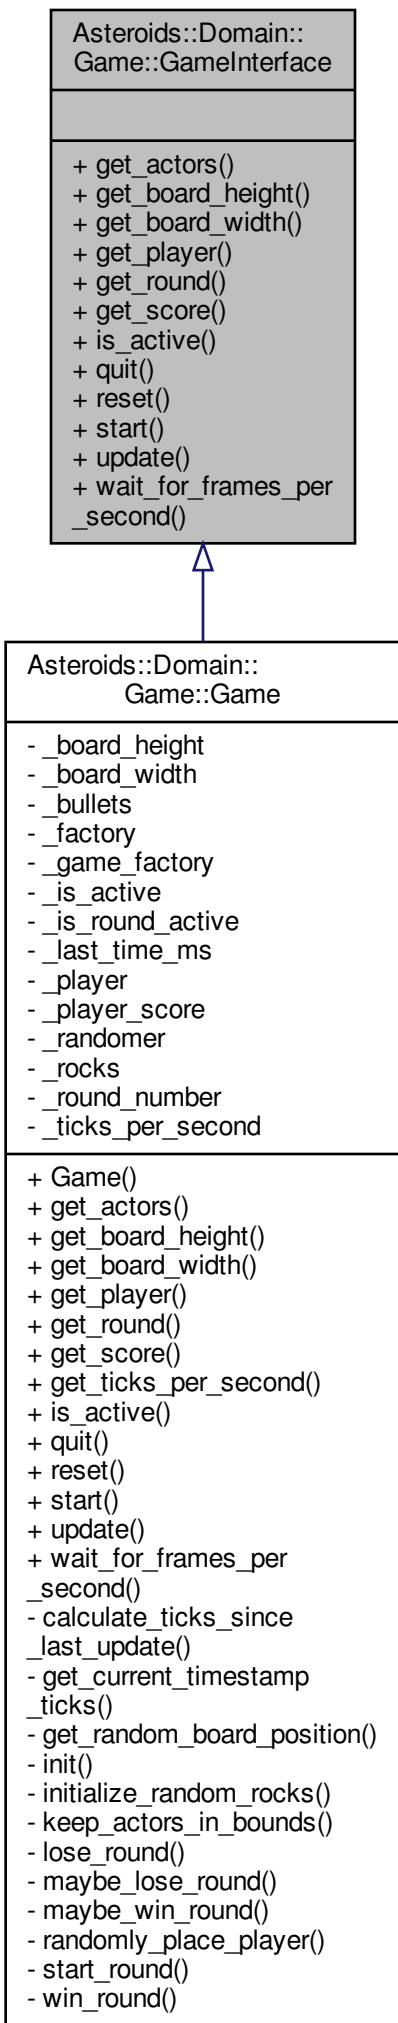 Asteroids::Domain::
Game::GameInterface
+ get_actors()
+ get_board_height()
+ get_board_width()
+ get_player()
+ get_round()
+ get_score()
+ is_active()
+ quit()
+ reset()
+ start()
+ update()
+ wait_for_frames_per
_second()
Asteroids::Domain::
Game::Game
- _board_height
- _board_width
- _bullets
- _factory
- _game_factory
- _is_active
- _is_round_active
- _last_time_ms
- _player
- _player_score
- _randomer
- _rocks
- _round_number
- _ticks_per_second
+ Game()
+ get_actors()
+ get_board_height()
+ get_board_width()
+ get_player()
+ get_round()
+ get_score()
+ get_ticks_per_second()
+ is_active()
+ quit()
+ reset()
+ start()
+ update()
+ wait_for_frames_per
_second()
- calculate_ticks_since
_last_update()
- get_current_timestamp
_ticks()
- get_random_board_position()
- init()
- initialize_random_rocks()
- keep_actors_in_bounds()
- lose_round()
- maybe_lose_round()
- maybe_win_round()
- randomly_place_player()
- start_round()
- win_round()